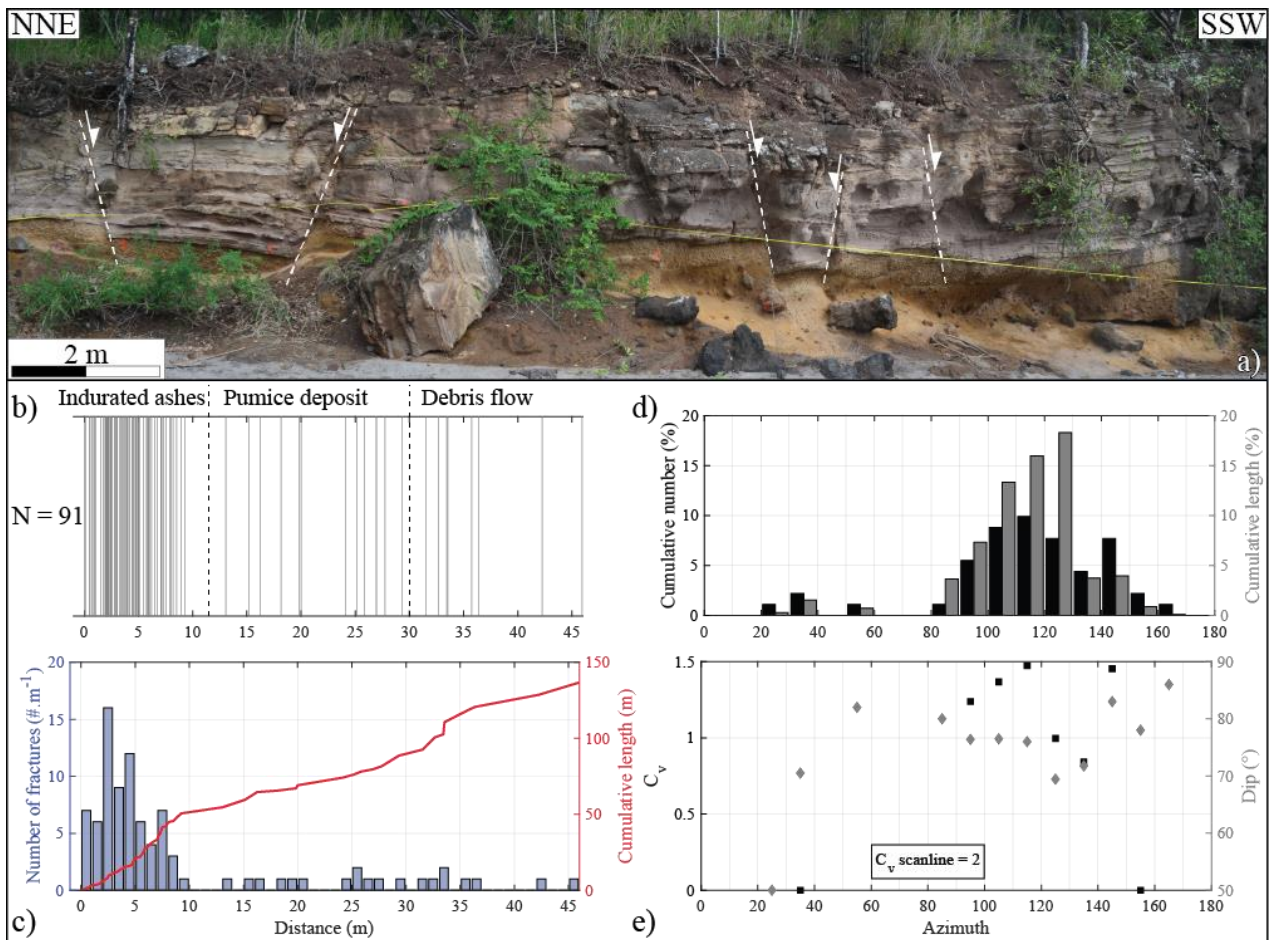 NNE
SSW
2 m
a)
b)
Indurated ashes
Pumice deposit
Debris flow
N = 91
0 5 10 15 20 25 30 35 40 45
c)
Number of fractures (#.m-1)
20
15
10
5
0
150
100
50
0
Cumulative length (m)
0 5 10 15 20 25 30 35 40 45
Distance (m)
d)
Cumulative number (%)
20
15
10
5
0
20
15
10
5
0
Cumulative length (%)
0 20 40 60 80 100 120 140 160 180
e)
Cv
1.5
1
0.5
0
90
80
70
60
50
Dip (°)
Cv scanline = 2
0 20 40 60 80 100 120 140 160 180
Azimuth